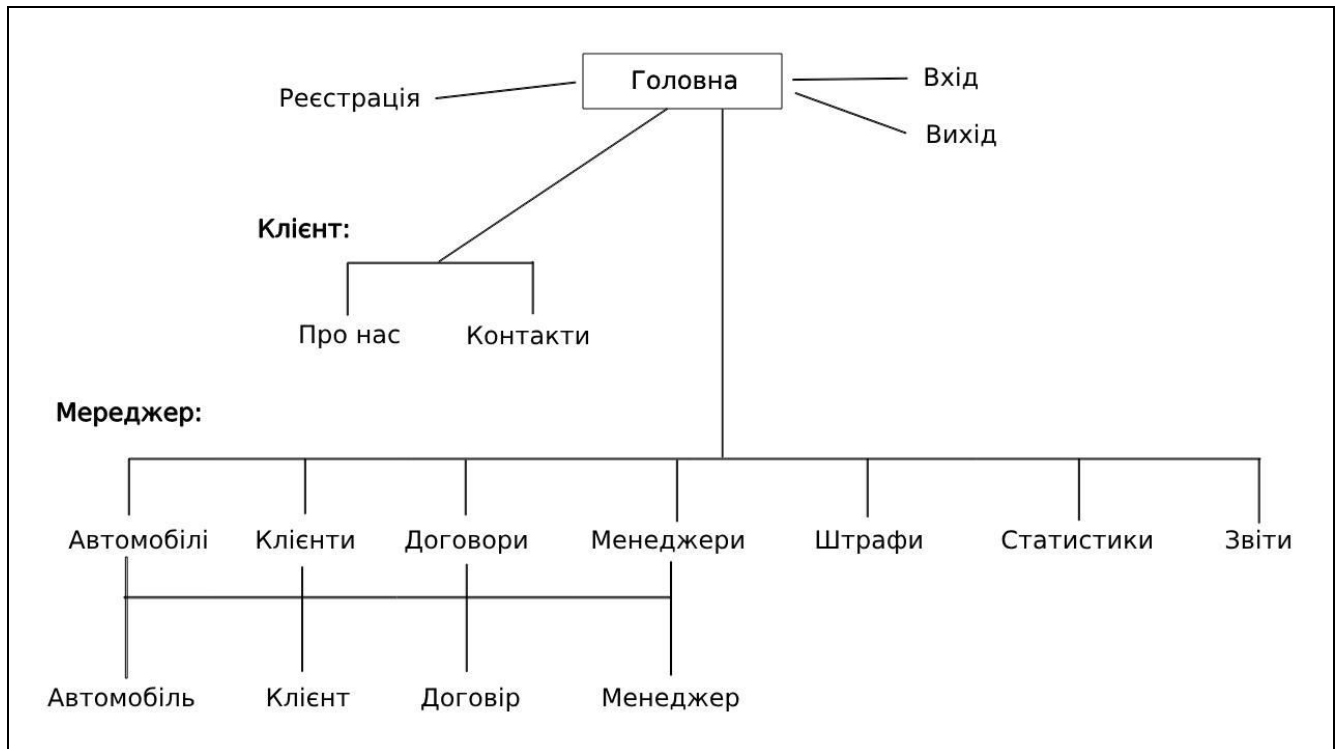 Головна
Реєстрація
Вхід
Вихід
Клієнт:
Про нас Контакти
Мереджер:
Автомобілі Клієнти Договори Менеджери Штрафи Статистики Звіти
Автомобіль Клієнт Договір Менеджер